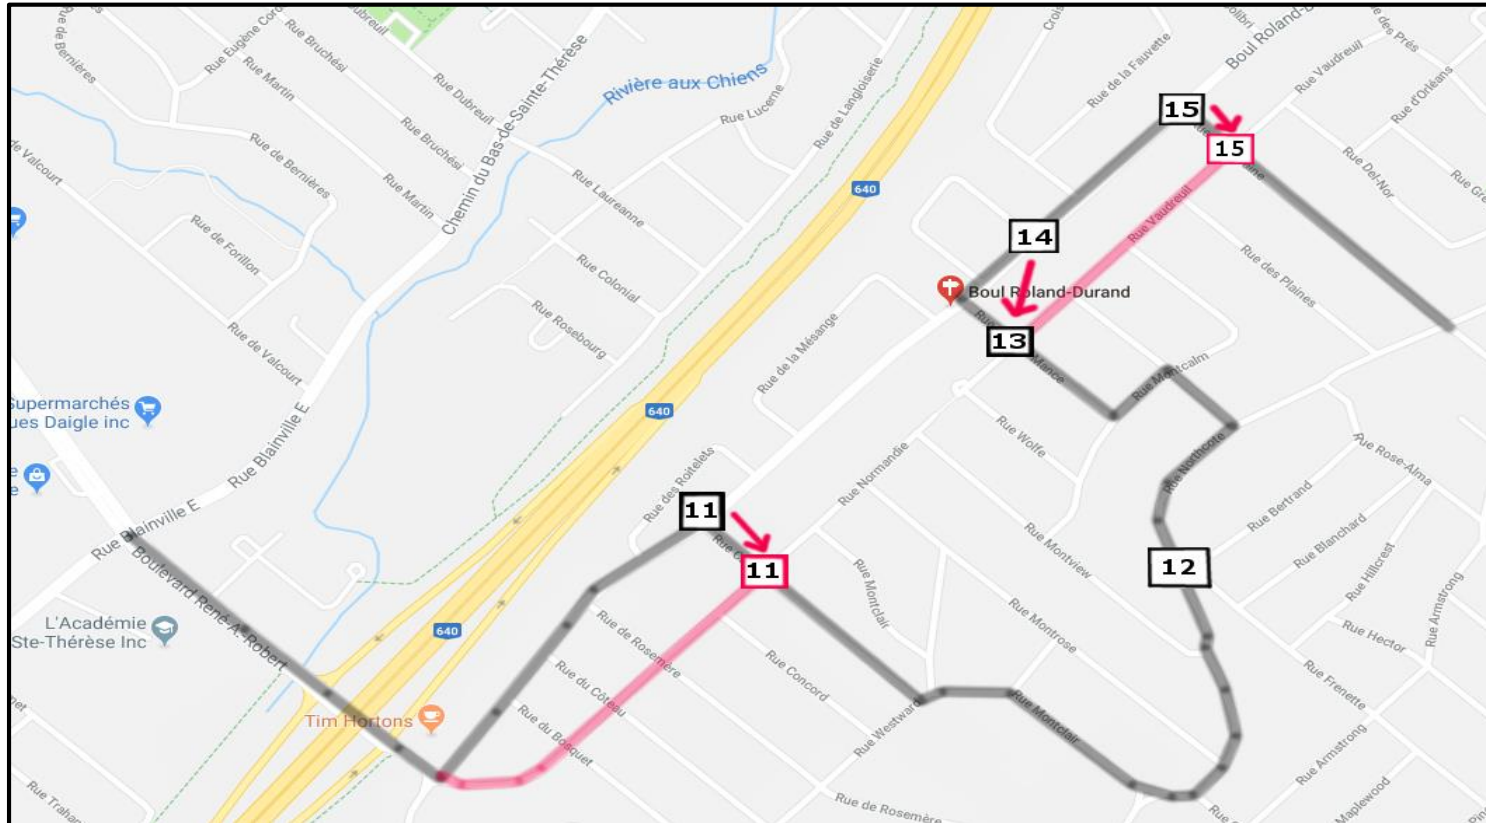 Rue Eugène
Rue Bruchési
Dubreuil
Rue Martin
Chemin du Bas-de-Sainte-Thérèse
Rivière aux Chiens
Rue Dubreuil
Rue Lucerne
Rue de Langloiserie
Rue de la Fauvette
Boul Roland-
Rue Vaudreuil
Rue d'Orléans
de Bernières
de Valcourt
Rue de Bernières
Rue Bruchési
Rue Martin
Rue Laureanne
640
15
15
Rue Del-Nor
Rue de Forillon
Rue Colonial
14
Rue Vaudreuil
Rue des Plaines
Boul Roland-Durand
Rue de Valcourt
Rue Rosebourg
Rue de la Mésange
13
Mance
Rue Montcalm
Supermarchés
ues Daigle inc
640
Rue Blainville E
Rue Wolfe
Rue Northcote
Rue Rose-Alma
Rue des Roitelets
Rue Normandie
Rue Bertrand
11
Rue Blainville E
Rue Blanchard
Rue Montview
Rue Hillcrest
11
12
Rue Montclair
Rue Armstrong
Boulevard René-A.-Robert
L'Académie
Ste-Thérèse Inc
640
Rue de Rosemère
Rue Montrose
Rue Hector
Rue Concord
Rue du Côteau
Rue Frenette
Tim Hortons
Rue du Bosquet
Rue Westward
Rue Montclair
Rue Armstrong
Rue Trahan
Rue de Rosemère
Maplewood